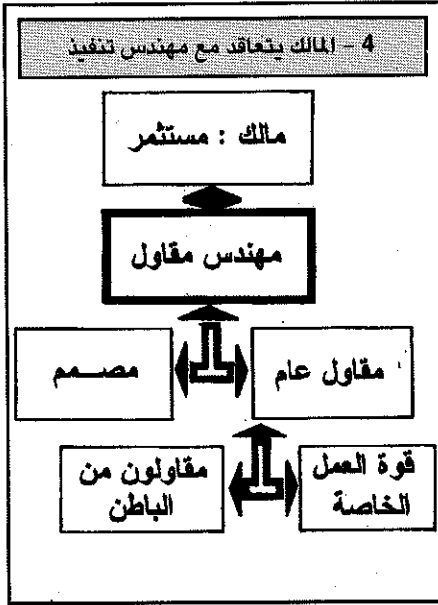 4 - المالك يتعاقد مع مهندس تنفيذ
مالك : مستثمر
مهندس مقاول
مقاول عام
مصمم
قوة العمل
الخاصة
مقاولون من
الباطن